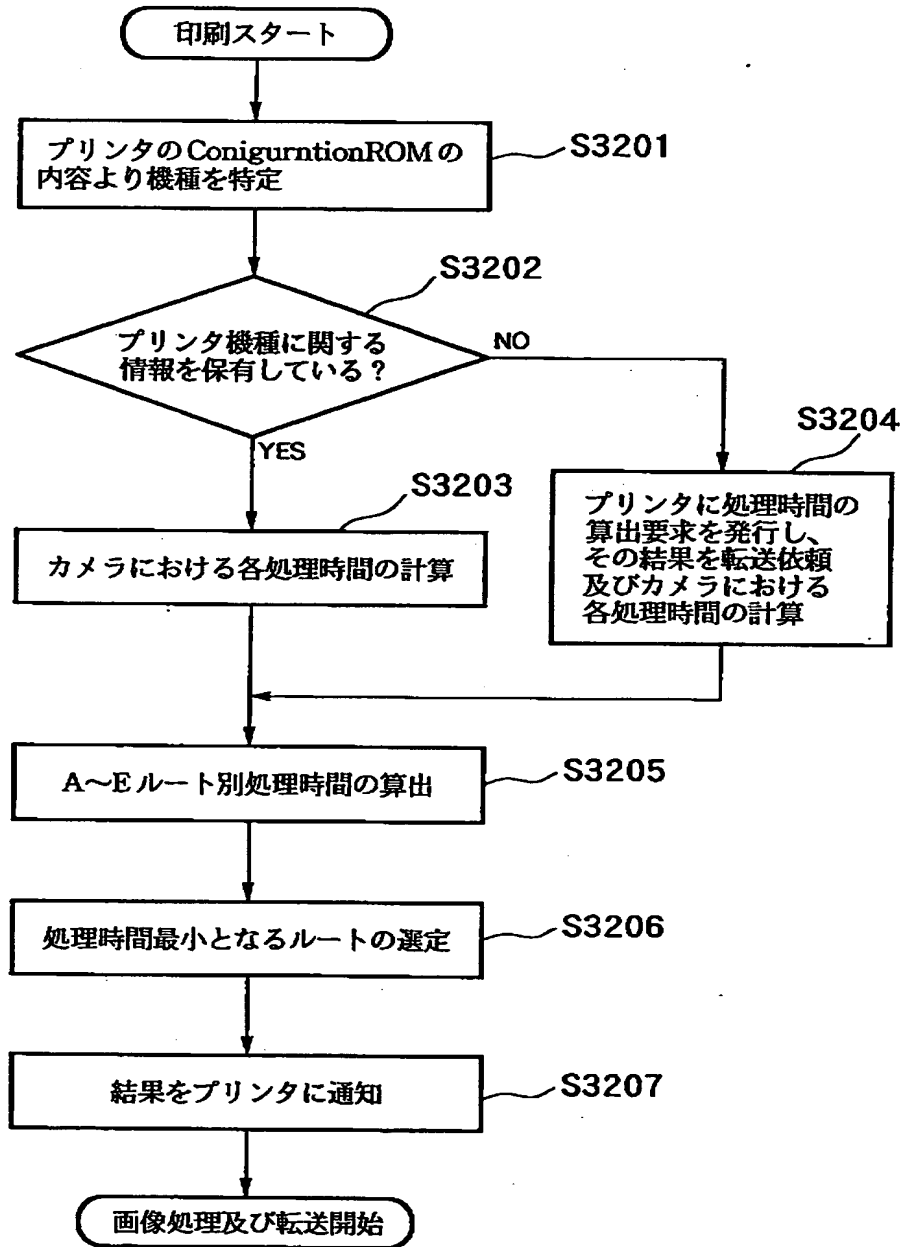 印刷スタート
プリンタのConigurntionROMの
内容より機種を特定
S3201
S3202
プリンタ機種に関する
情報を保有している?
NO
YES
S3204
プリンタに処理時間の
算出要求を発行し、
その結果を転送依頼
及びカメラにおける
各処理時間の計算
S3203
カメラにおける各処理時間の計算
A〜Eルート別処理時間の算出
S3205
処理時間最小となるルートの選定
S3206
結果をプリンタに通知
S3207
画像処理及び転送開始